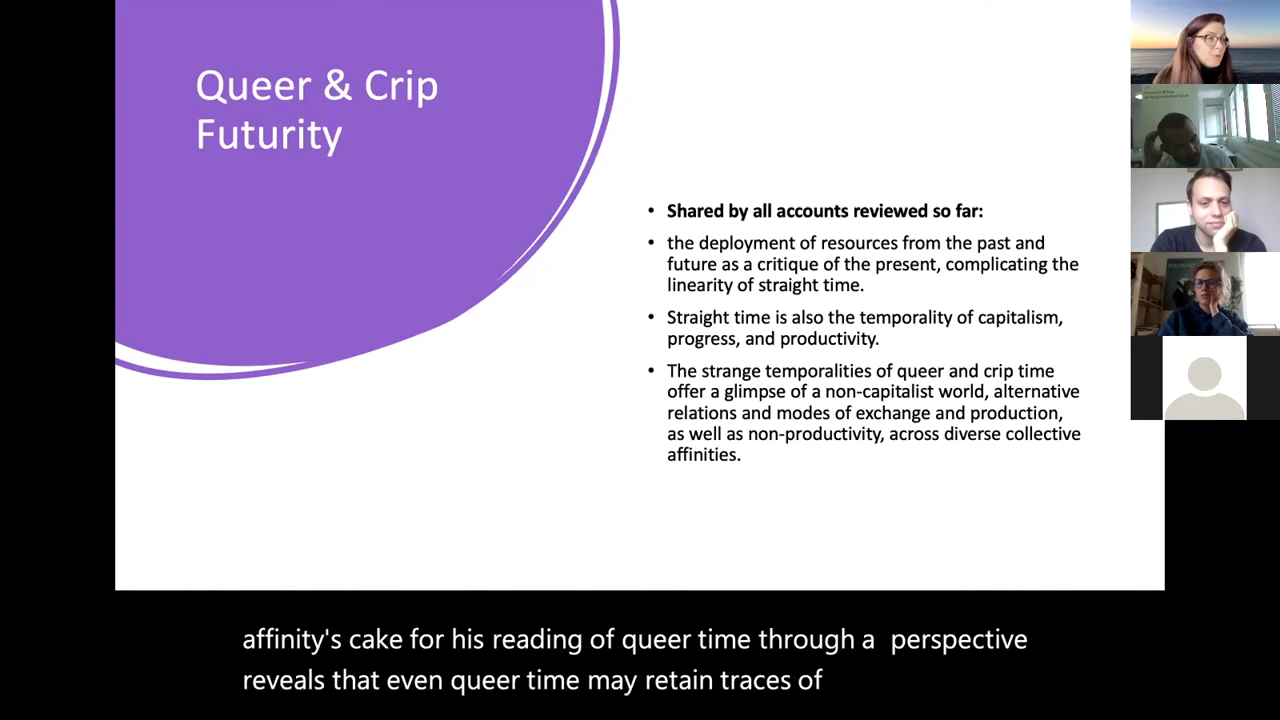 Queer & Crip
Futurity
• Shared by all accounts reviewed so far:
• the deployment of resources from the past and
future as a critique of the present, complicating the
linearity of straight time.
• Straight time is also the temporality of capitalism,
progress, and productivity.
• The strange temporalities of queer and crip time
offer a glimpse of a non-capitalist world, alternative
relations and modes of exchange and production,
as well as non-productivity, across diverse collective
affinities.
affinity's cake for his reading of queer time through a perspective
reveals that even queer time may retain traces of